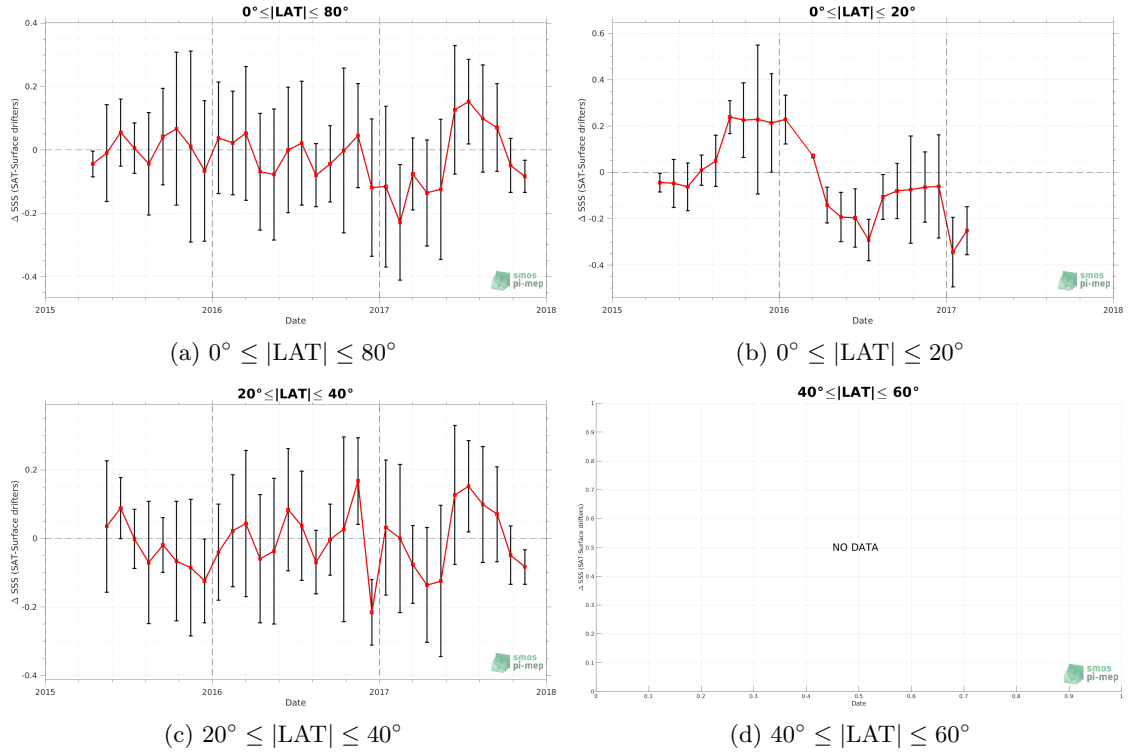 0°≤|LAT|≤ 80°
Δ SSS (SAT-Surface drifters)
0.4
0.2
0
-0.2
-0.4
2015
2016
2017
2018
Date
smos
pi-mep
(a) 0° ≤ |LAT| ≤ 80°
0°≤|LAT|≤ 20°
Δ SSS (SAT-Surface drifters)
0.6
0.4
0.2
0
-0.2
-0.4
2015
2016
2017
2018
Date
smos
pi-mep
(b) 0° ≤ |LAT| ≤ 20°
20°≤|LAT|≤ 40°
Δ SSS (SAT-Surface drifters)
0.2
0
-0.2
-0.4
2015
2016
2017
2018
Date
smos
pi-mep
(c) 20° ≤ |LAT| ≤ 40°
40°≤|LAT|≤ 60°
Δ SSS (SAT-Surface drifters)
1
0.9
0.8
0.7
0.6
0.5
0.4
0.3
0.2
0.1
0
NO DATA
0
0.1
0.2
0.3
0.4
0.5
0.6
0.7
0.8
0.9
1
Date
smos
pi-mep
(d) 40° ≤ |LAT| ≤ 60°